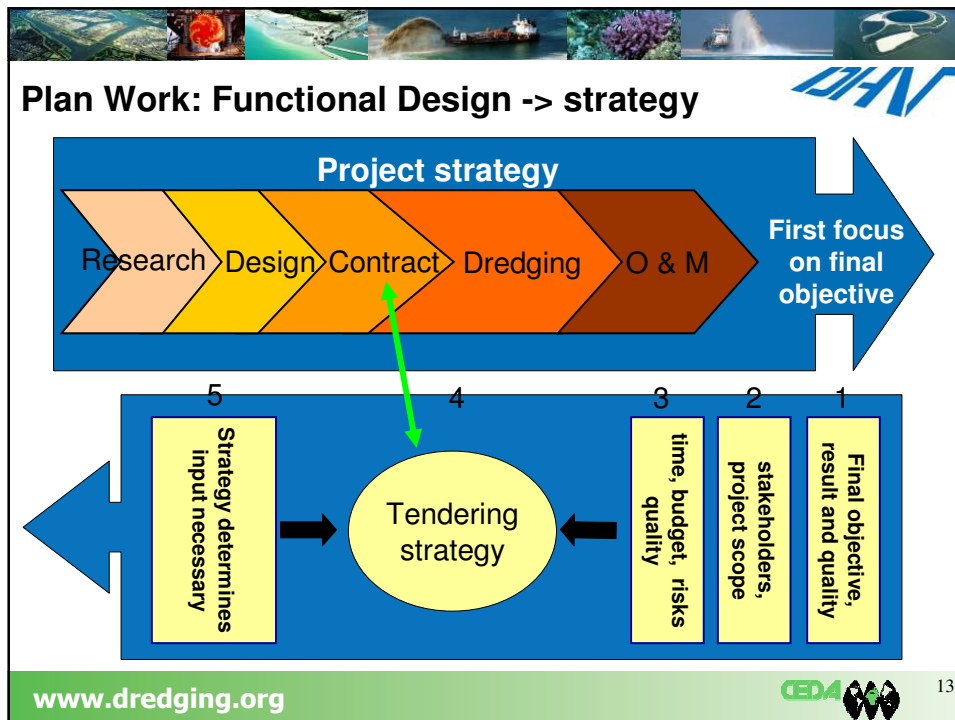 DHV
Plan Work: Functional Design -> strategy
Project strategy
Research
Design
Contract
Dredging
O & M
First focus
on final
objective
5
4
3
2
1
Strategy determines
input necessary
Tendering
strategy
time, budget, risks
quality
stakeholders,
project scope
Final objective,
result and quality
www.dredging.org
CEDA
13